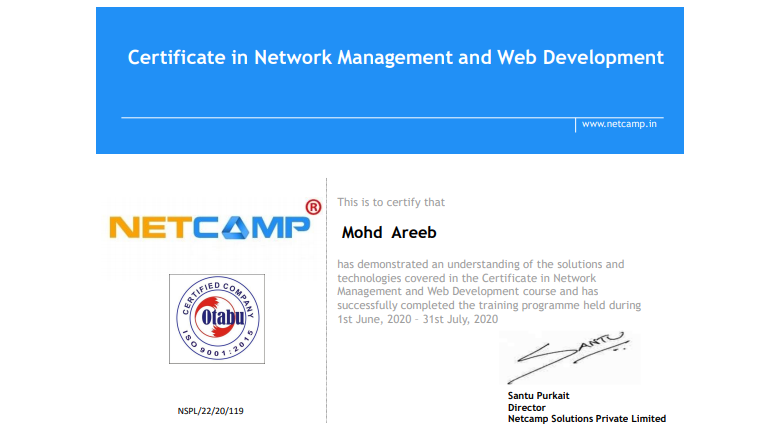 Certificate in Network Management and Web Development
www.netcamp.in
NETCAMP®
CERTIFIED COMPANY
Otabu
ISO 9001:2015
NSPL/22/20/119
This is to certify that
Mohd Areeb
has demonstrated an understanding of the solutions and
technologies covered in the Certificate in Network
Management and Web Development course and has
successfully completed the training programme held during
1st June, 2020 - 31st July, 2020
SANTU
Santu Purkait
Director
Netcamp Solutions Private Limited